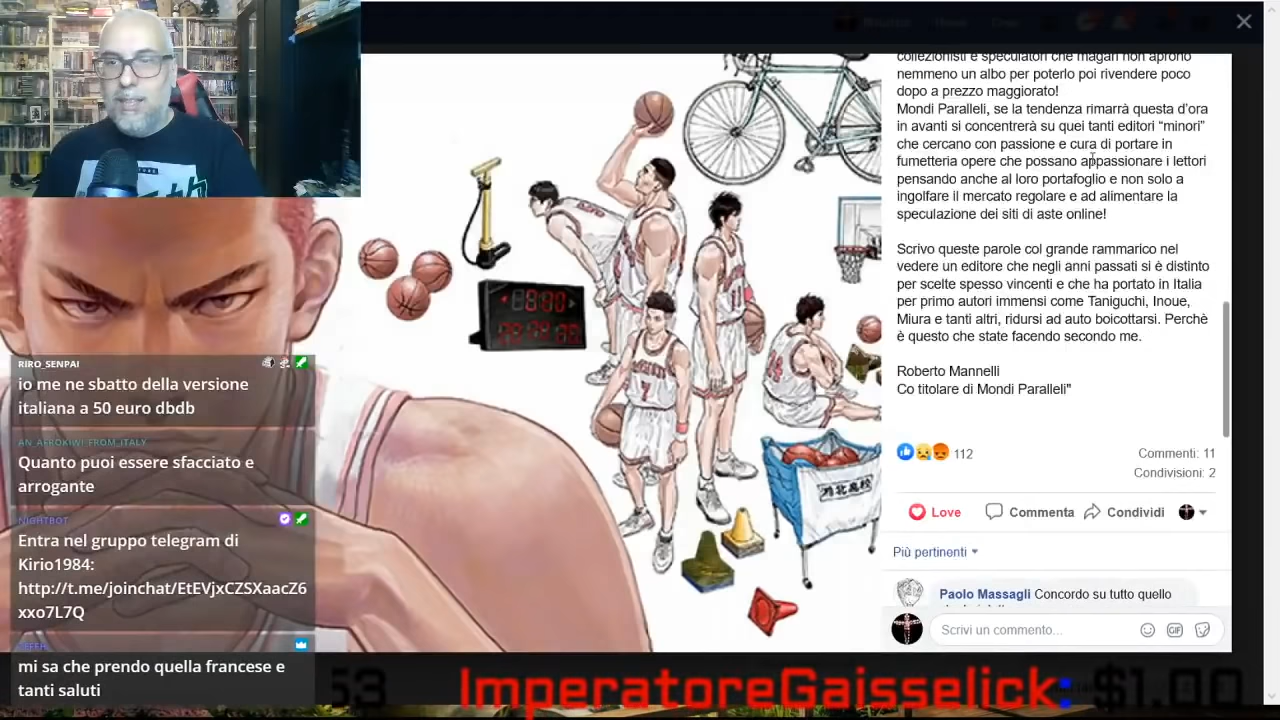 collezionisti e speculatori che magari non aprono
nemmeno un albo per poterlo poi rivendere poco
dopo a prezzo maggiorato!
Mondi Paralleli, se la tendenza rimarrà questa d'ora
in avanti si concentrerà su quei tanti editori “minori”
che cercano con passione e cura di portare in
fumetteria opere che possano appassionare i lettori
pensando anche al loro portafoglio e non solo a
ingolfare il mercato regolare e ad alimentare la
speculazione dei siti di aste online!
Scrivo queste parole col grande rammarico nel
vedere un editore che negli anni passati si è distinto
per scelte spesso vincenti e che ha portato in Italia
per primo autori immensi come Taniguchi, Inoue,
Miura e tanti altri, ridursi ad auto boicottarsi. Perchè
è questo che state facendo secondo me.
Roberto Mannelli
Co titolare di Mondi Paralleli"
112
Commenti: 11
Condivisioni: 2
Love
Commenta
Condividi
Più pertinenti
Paolo Massagli Concordo su tutto quello
Scrivi un commento...
GIF
RIRO_SENPAI
io me ne sbatto della versione
italiana a 50 euro dbdb
AN_AFROKIWI_FROM_ITALY
Quanto puoi essere sfacciato e
arrogante
NIGHTBOT
Entra nel gruppo telegram di
Kirio1984:
http://t.me/joinchat/EtEVjxCZSXaacZ6
xxo7L7Q
mi sa che prendo quella francese e
tanti saluti
7
湘北高校
53
ImperatoreGaisselick: $1.00